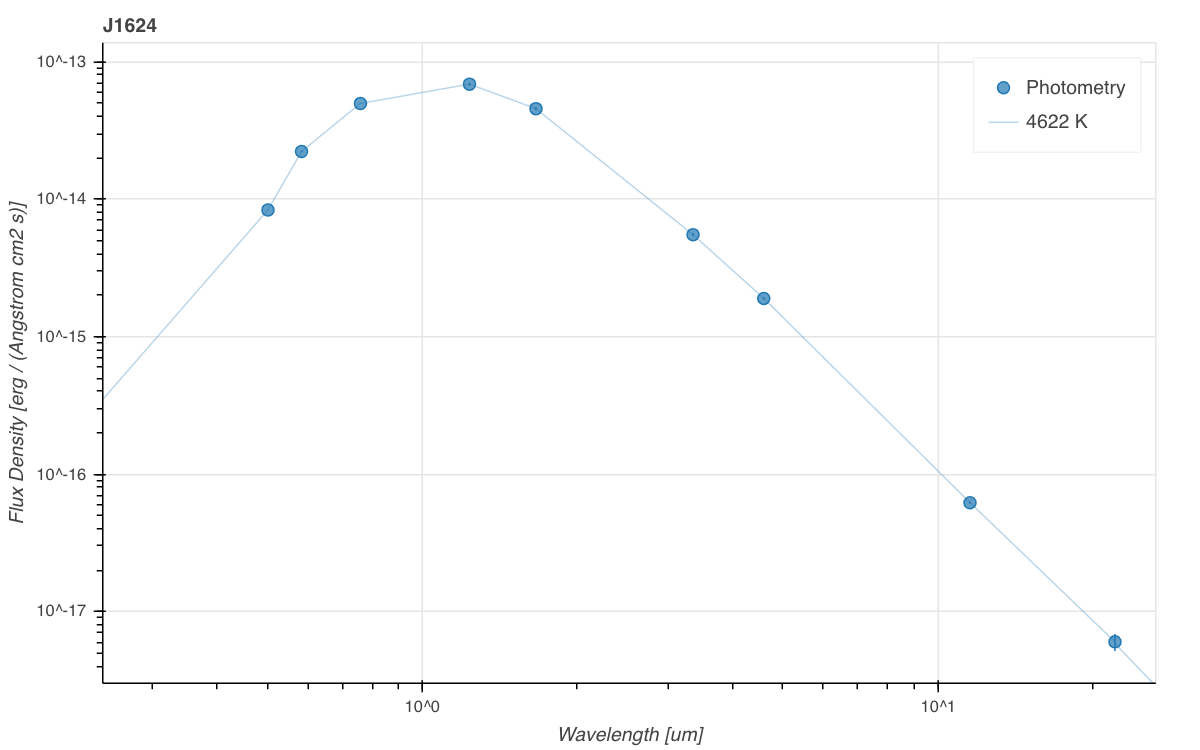 J1624
10^-13
10^-14
10^-15
10^-16
10^-17
Flux Density [erg / (Angstrom cm2 s)]
Photometry
4622 K
10^0
10^1
Wavelength [um]